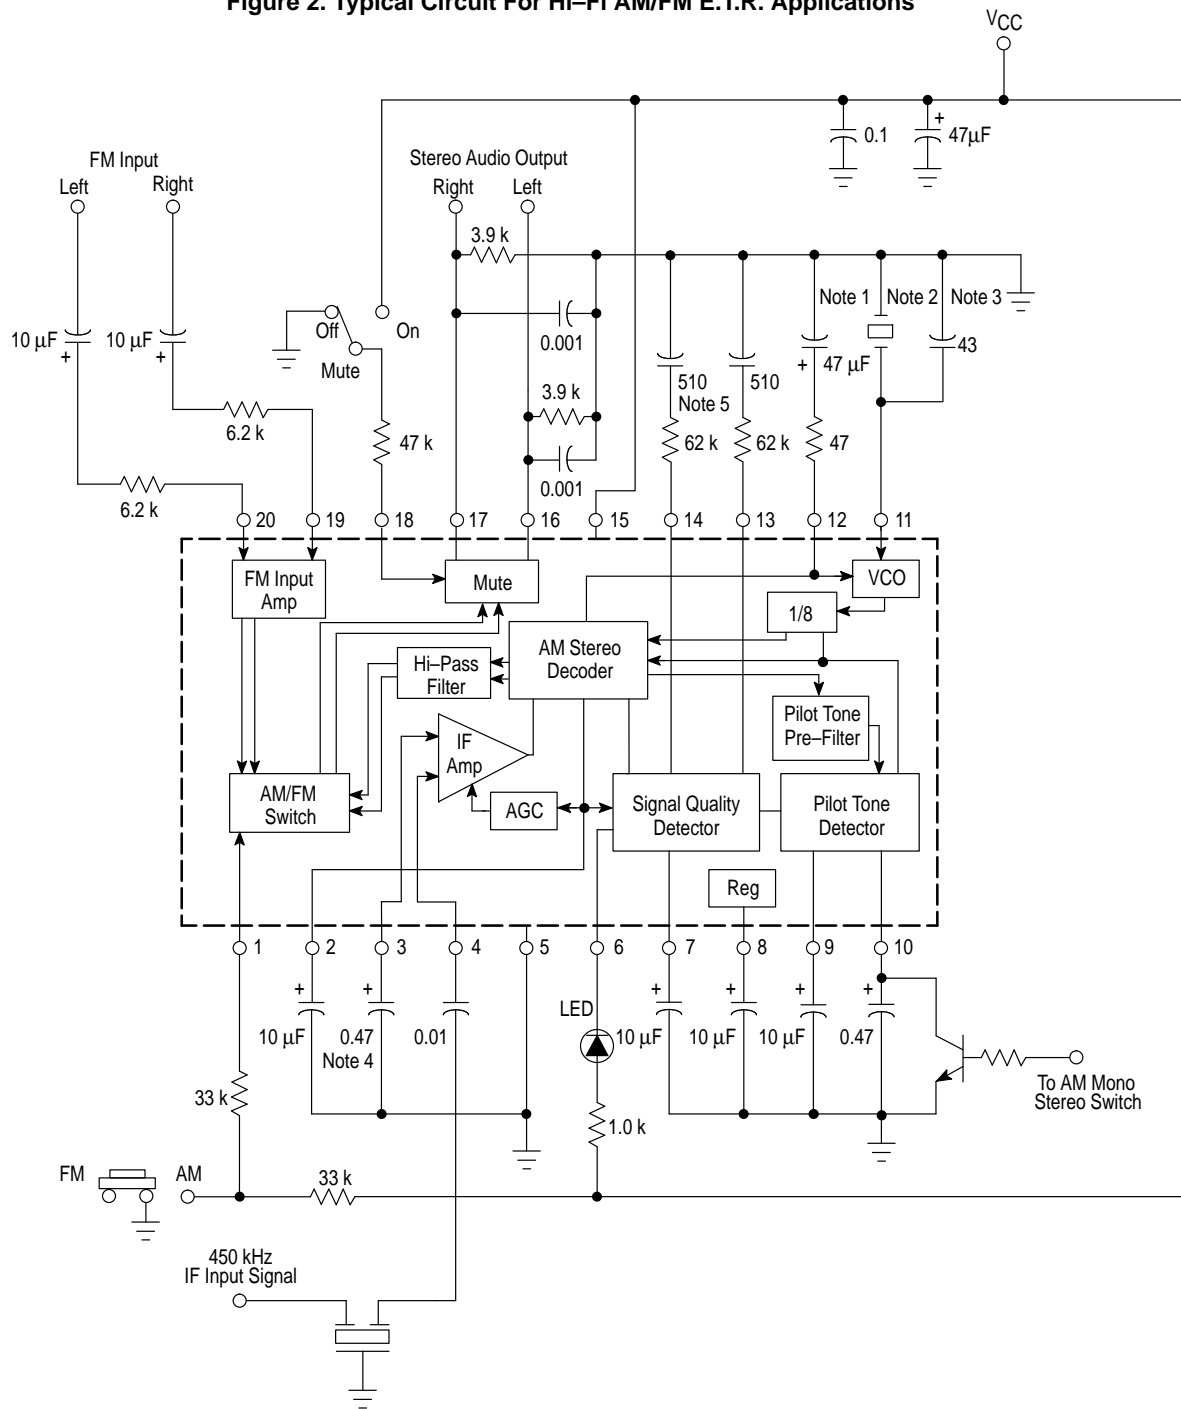 Figure 2. Typical Circuit For Hi–Fi AM/FM E.T.R. Applications
VCC
0.1
+
47µF
FM Input
Left
Right
Stereo Audio Output
Right
Left
3.9 k
Note 1
Note 2
Note 3
10 µF
+
10 µF
+
Off
On
Mute
0.001
510
Note 5
510
+
47 µF
43
3.9 k
6.2 k
47 k
62 k
62 k
47
0.001
6.2 k
20
19
18
17
16
15
14
13
12
11
FM Input
Amp
Mute
VCO
1/8
AM Stereo
Decoder
Hi–Pass
Filter
Pilot Tone
Pre–Filter
IF
Amp
AM/FM
Switch
AGC
Signal Quality
Detector
Pilot Tone
Detector
Reg
1
2
3
4
5
6
7
8
9
10
+
10 µF
+
0.47
Note 4
0.01
LED
+
10 µF
+
10 µF
+
10 µF
+
0.47
To AM Mono
Stereo Switch
33 k
1.0 k
FM
AM
33 k
450 kHz
IF Input Signal